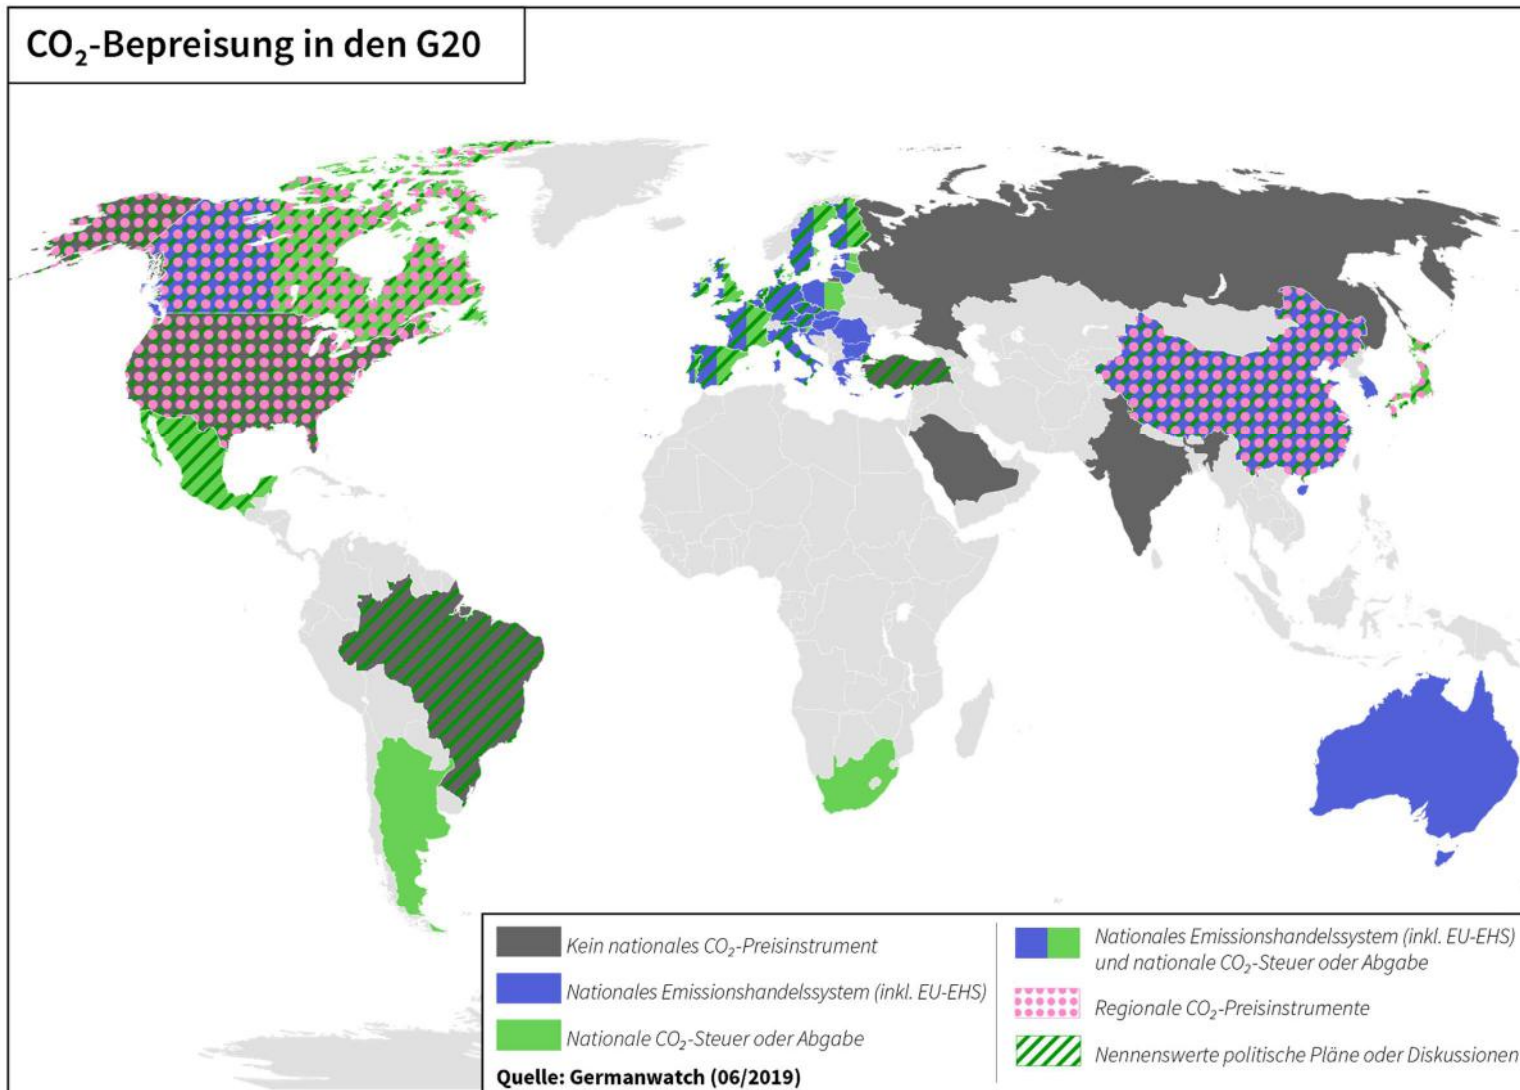 CO₂-Bepreisung in den G20
Kein nationales CO₂-Preisinstrument
Nationales Emissionshandelssystem (inkl. EU-EHS)
Nationale CO₂-Steuer oder Abgabe
Quelle: Germanwatch (06/2019)
Nationales Emissionshandelssystem (inkl. EU-EHS)
und nationale CO₂-Steuer oder Abgabe
Regionale CO₂-Preisinstrumente
Nennenswerte politische Pläne oder Diskussionen